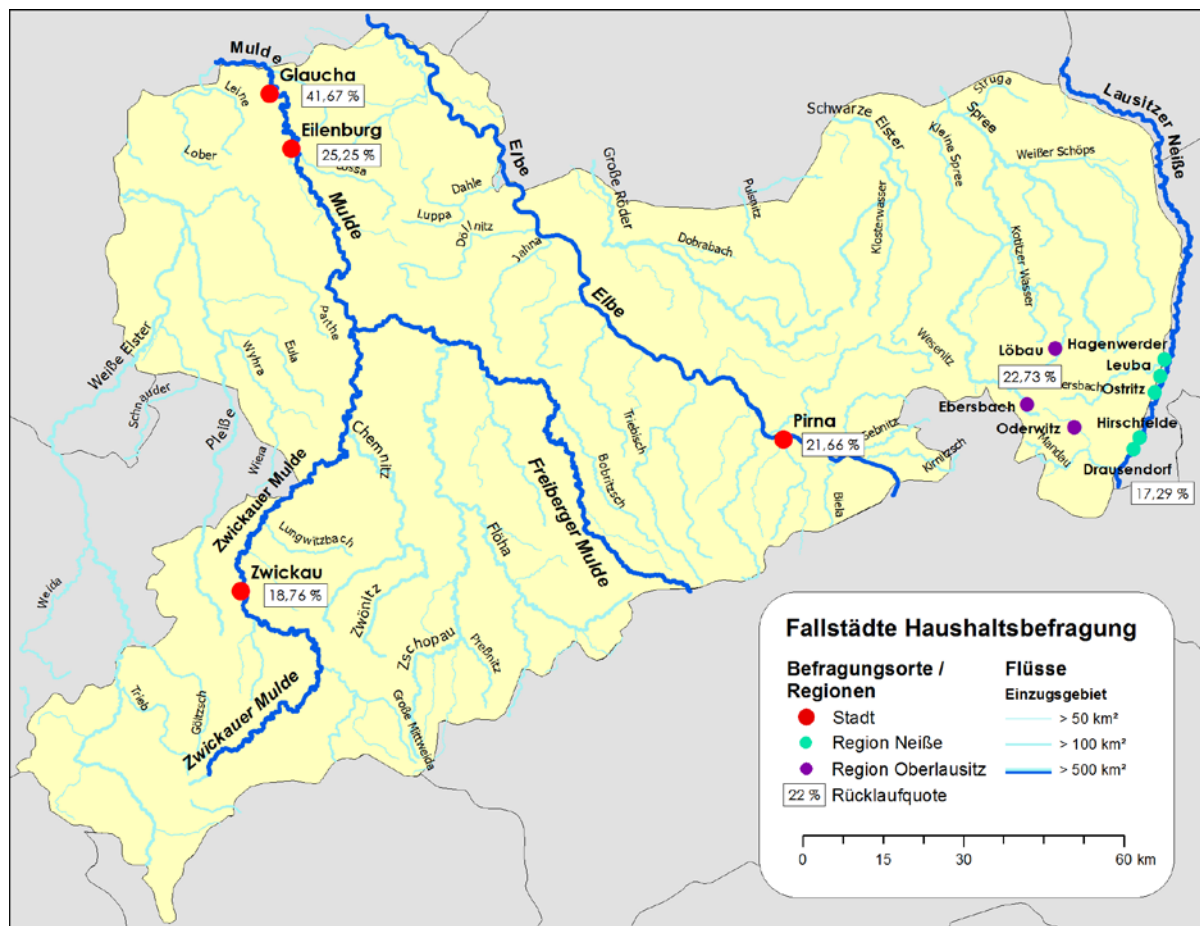 Mulde
Glaucha
41,67 %
Leine
Eilenburg
25,25 %
Lober
Mulde
Elbe
Dahle
Luppa
Döllnitz
Jahna
Große Röder
Pulsnitz
Dobrabach
Schwarze Elster
Klosterwasser
Kleine Spree
Spree
Struga
Weißer Schöps
Lausitzer Neiße
Kotitzer Wasser
Elbe
Parthe
Eula
Wyhra
Weiße Elster
Schnauder
Pleiße
Wiera
Wesenitz
Löbau
22,73 %
Hagenwerder
Leuba
Ostritz
Ebersbach
Oderwitz
Hirschfelde
Mandau
Drausendorf
17,29 %
Pirna
21,66 %
Sebnitz
Kirnitzsch
Biela
Triebisch
Bobritzsch
Freiberger Mulde
Chemnitz
Zwickauer Mulde
Lungwitzbach
Flöha
Zwickau
18,76 %
Zwönitz
Zschopau
Preßnitz
Große Mittweida
Weida
Trieb
Göltzsch
Zwickauer Mulde
Fallstädte Haushaltsbefragung
Befragungsorte /
Regionen
Stadt
Region Neiße
Region Oberlausitz
22 % Rücklaufquote
Flüsse
Einzugsgebiet
> 50 km²
> 100 km²
> 500 km²
0 15 30 60 km